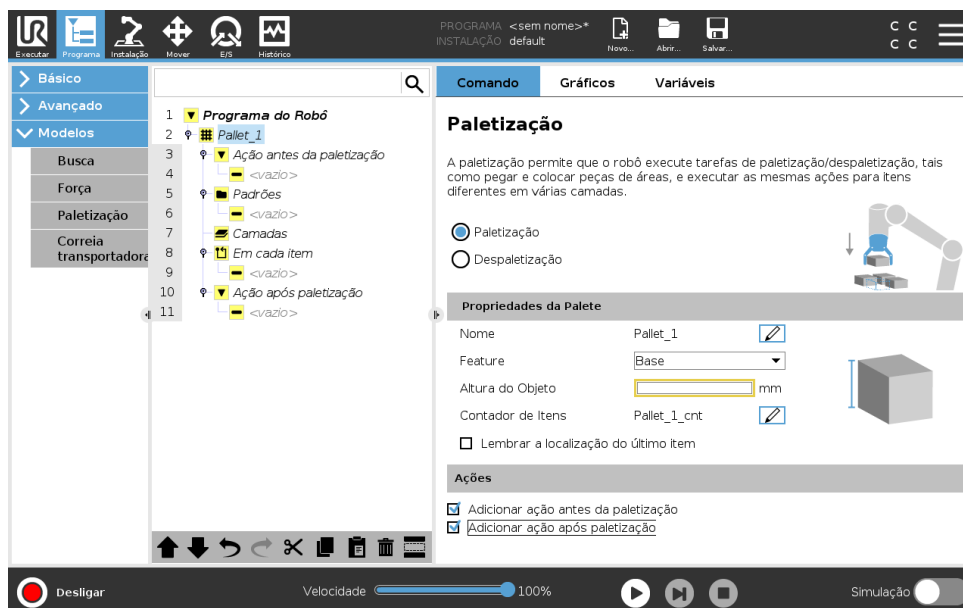 PROGRAMA <sem nome>*
INSTALAÇÃO default
Executar Programa Instalação Mover E/S Histórico Novo... Abrir... Salvar...
C C
C C
Básico
Avançado
Modelos
Busca
Força
Paletização
Correia
transportadora
1 Programa do Robô
2 Pallet_1
3 Ação antes da paletização
4 <vazio>
5 Padrões
6 <vazio>
7 Camadas
8 Em cada item
9 <vazio>
10 Ação após paletização
11 <vazio>
Comando Gráficos Variáveis
Paletização
A paletização permite que o robô execute tarefas de paletização/despaletização, tais
como pegar e colocar peças de áreas, e executar as mesmas ações para itens
diferentes em várias camadas.
Paletização
Despaletização
Propriedades da Palete
Nome Pallet_1
Feature Base
Altura do Objeto mm
Contador de Itens Pallet_1_cnt
Lembrar a localização do último item
Ações
Adicionar ação antes da paletização
Adicionar ação após paletização
Desligar Velocidade 100% Simulação